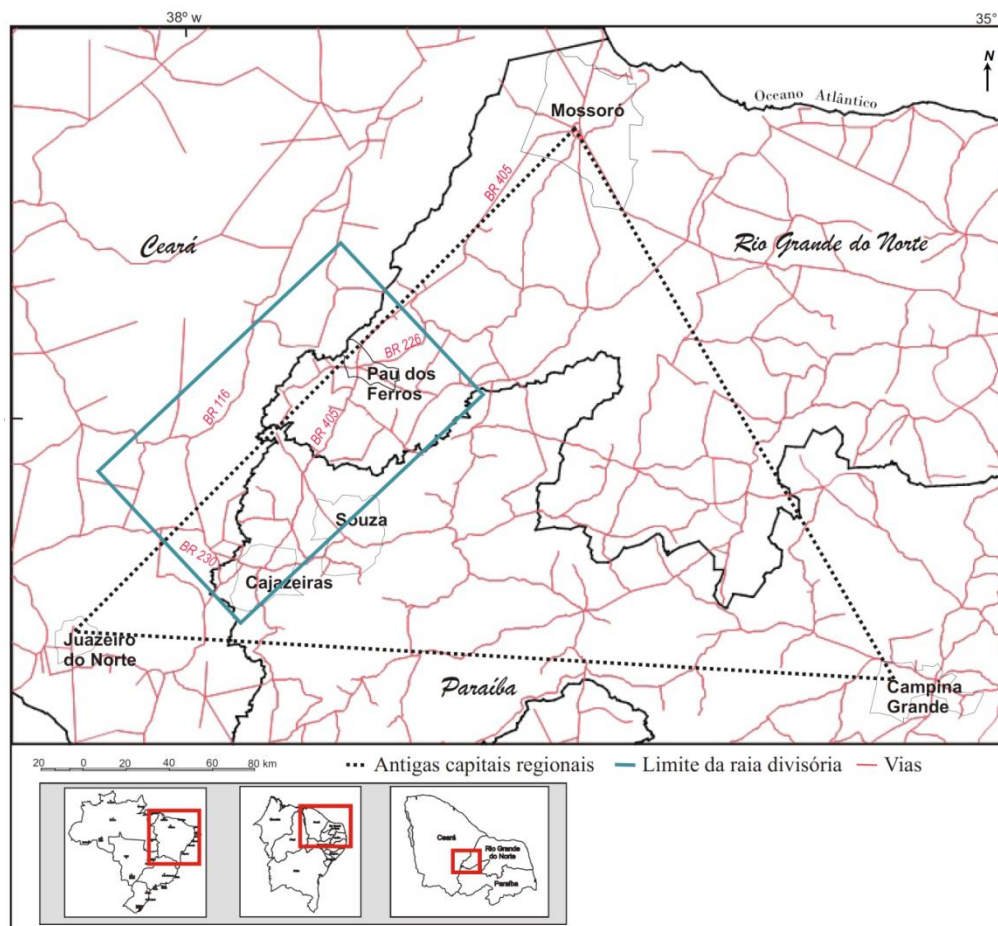 38º w
35°
N
Oceano Atlântico
Mossoró
BR 405
Ceará
Rio Grande do Norte
BR 226
Pau dos
Ferros
BR 116
BR 405
Souza
BR 230
Cajazeiras
Juazeiro
do Norte
Paraíba
Campina
Grande
20 0 20 40 60 80 km
Antigas capitais regionais
Limite da raia divisória
Vias
Ceará
Rio Grande
do Norte
Paraíba